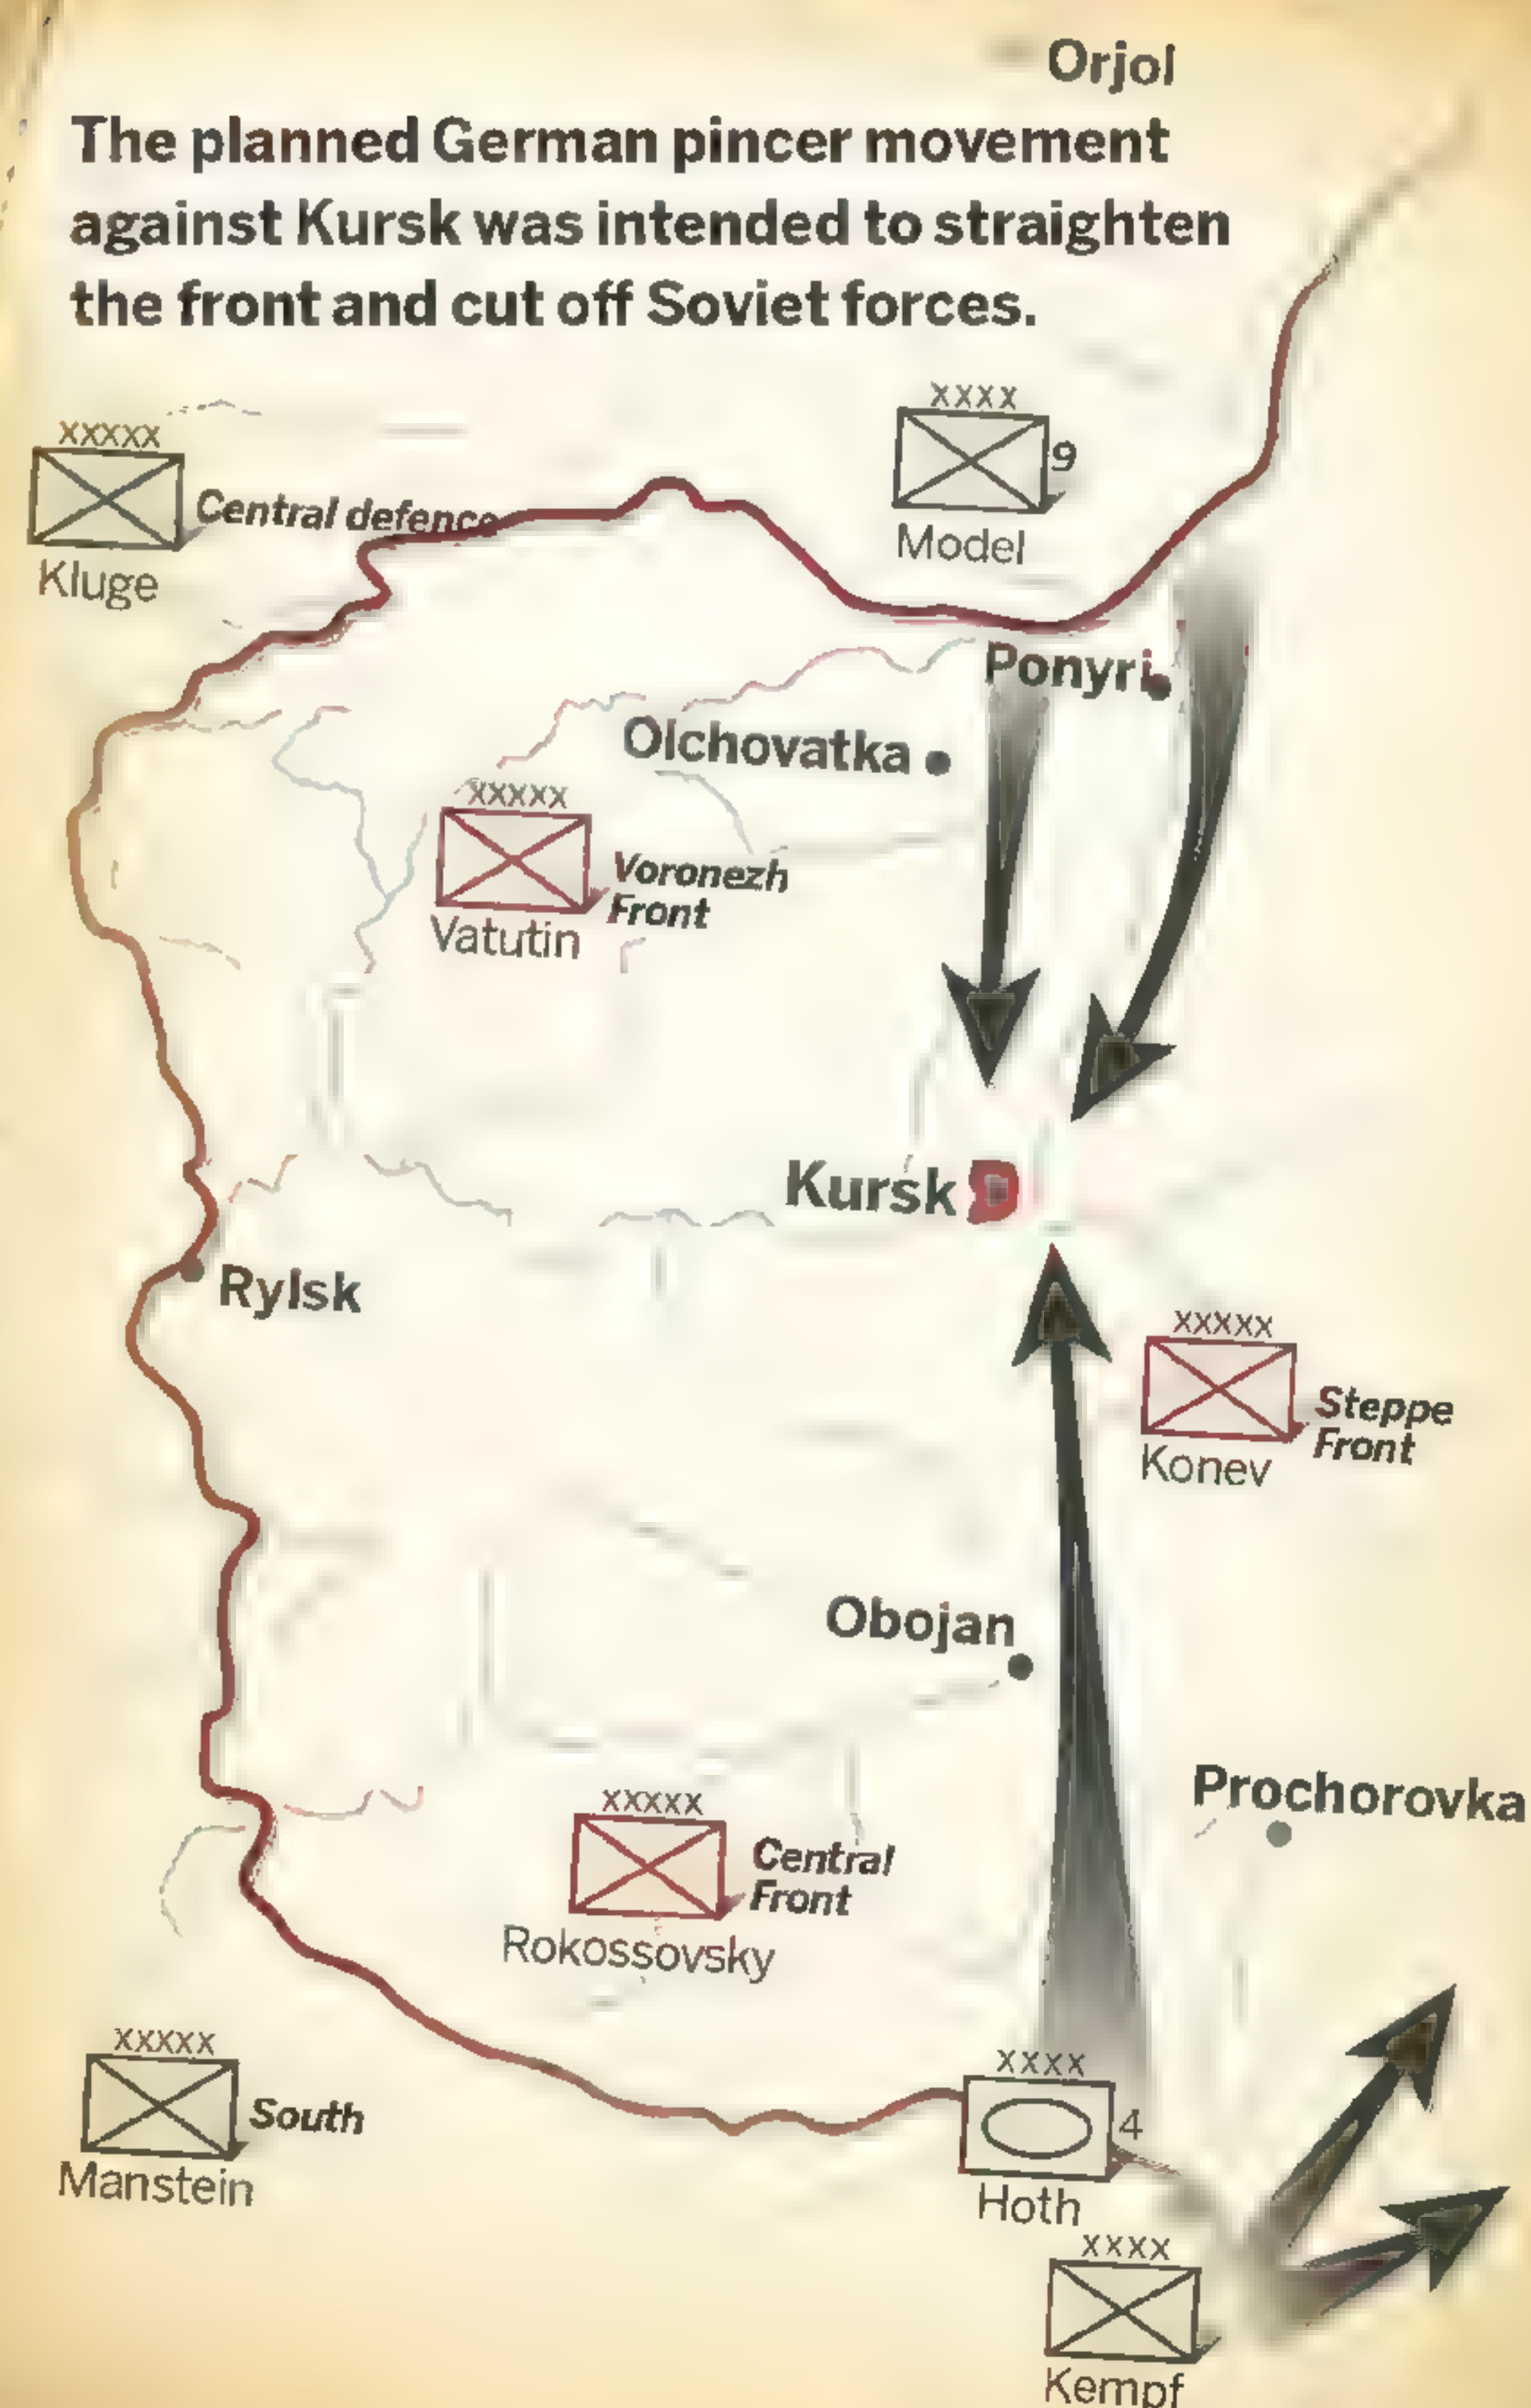 Orjol
The planned German pincer movement
against Kursk was intended to straighten
the front and cut off Soviet forces.
XXXX
9
Model
XXXXX
Central defence
Kluge
Ponyri
Olchovatka
XXXXX
Voronezh
Front
Vatutin
Kursk
Rylsk
XXXXX
Steppe
Front
Konev
Obojan
Prochorovka
XXXXX
Central
Front
Rokossovsky
XXXXX
South
Manstein
XXXX
4
Hoth
XXXX
Kempf